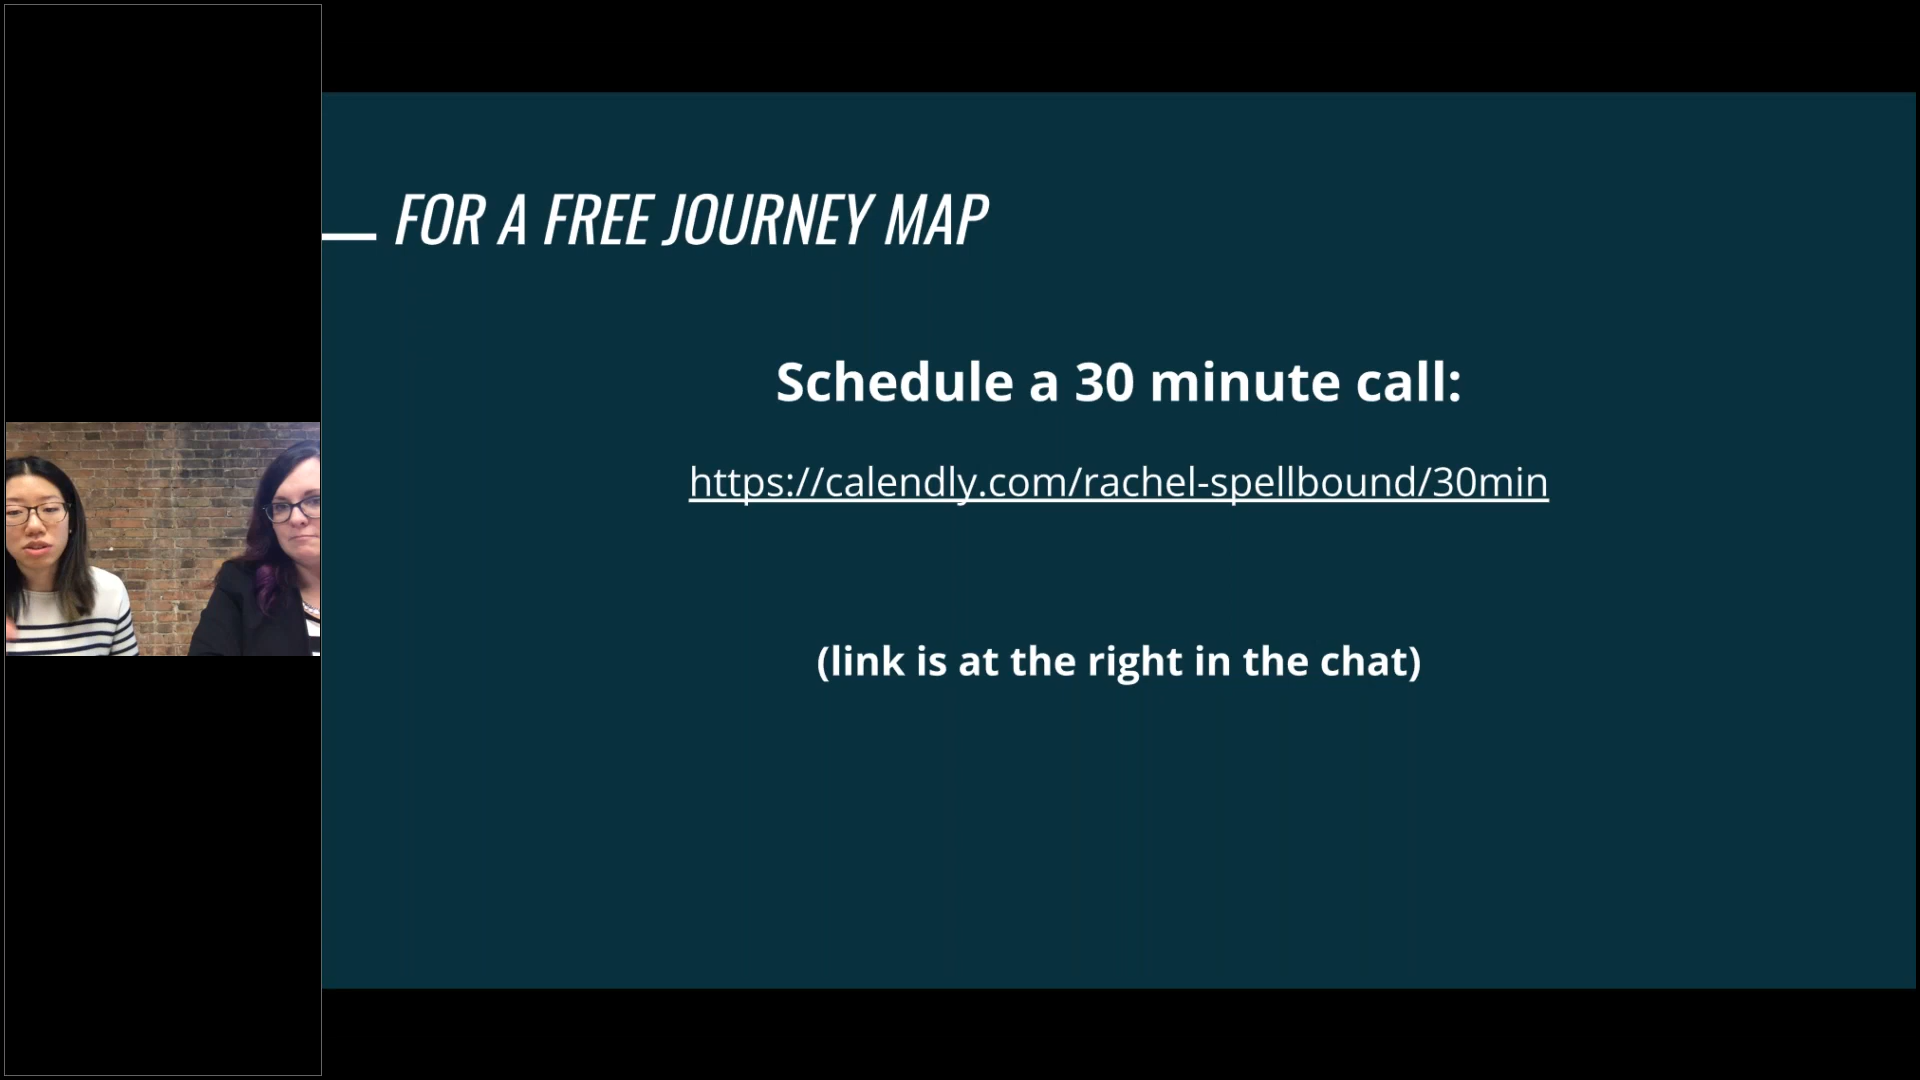 FOR A FREE JOURNEY MAP
Schedule a 30 minute call:
https://calendly.com/rachel-spellbound/30min
(link is at the right in the chat)